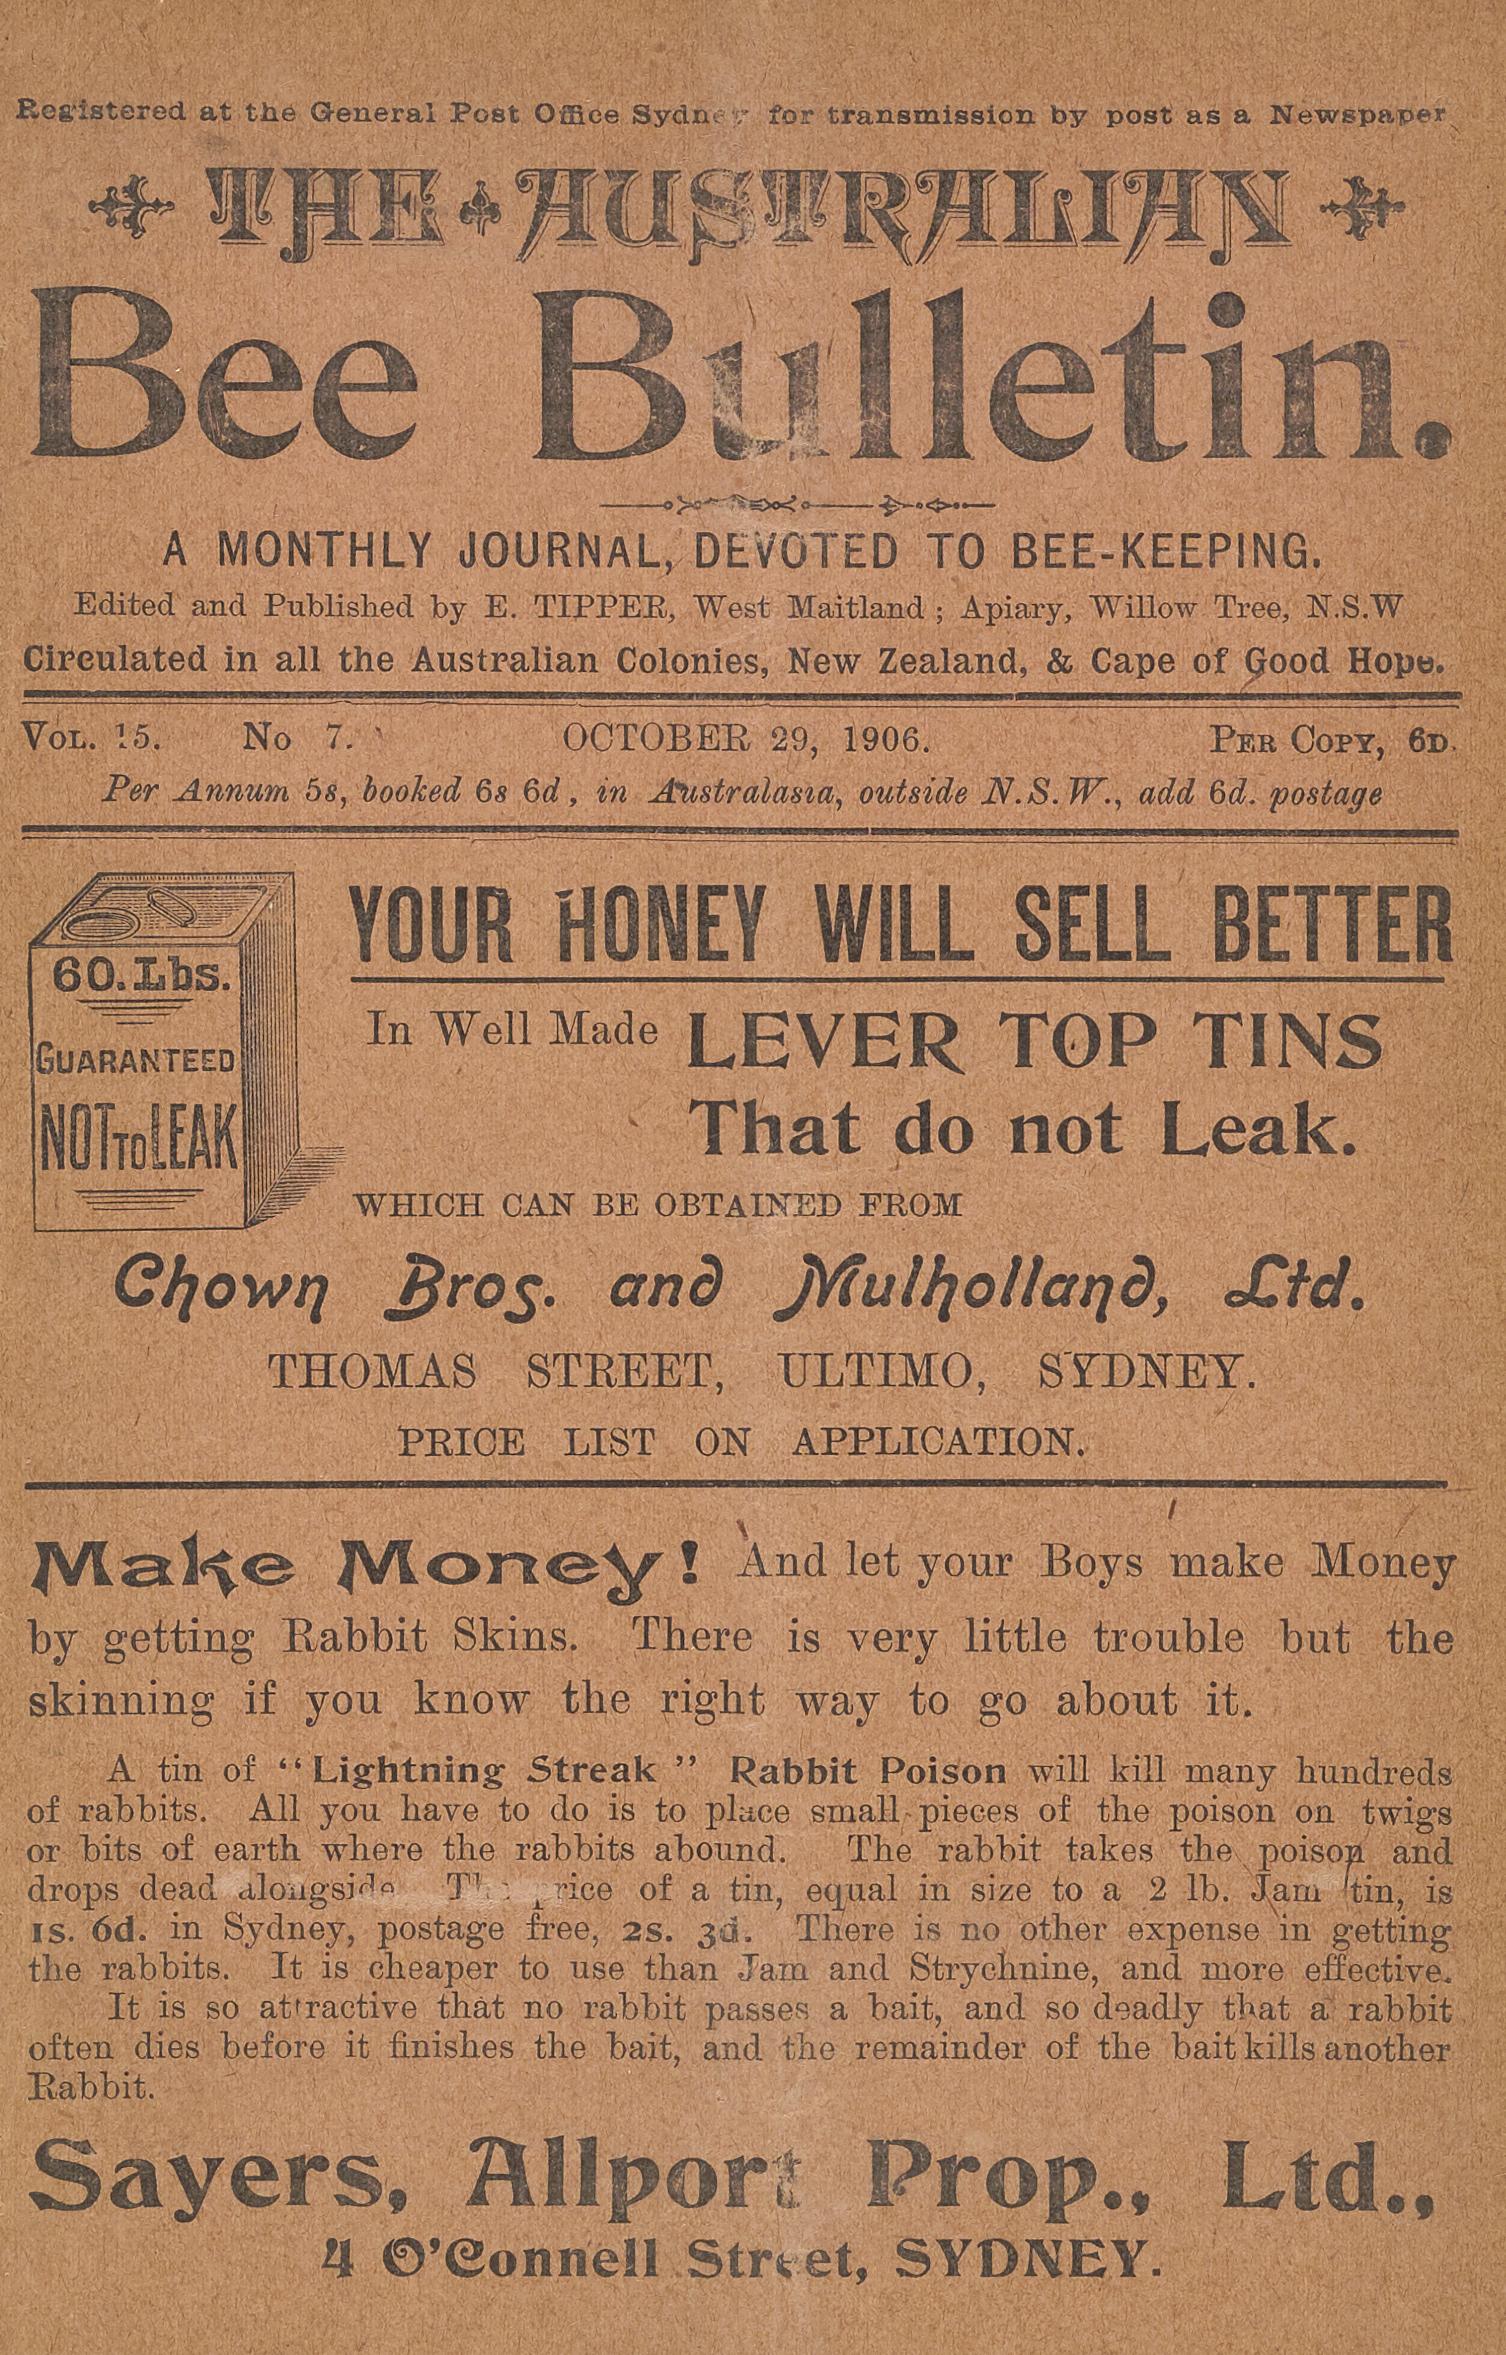 Registered at the General Post Office Sydney for transmission by post as a Newspaper
THE AUSTRALIAN
Bee Bulletin.
A MONTHLY JOURNAL, DEVOTED TO BEE-KEEPING.
Edited and Published by E. TIPPER, West Maitland ; Apiary, Willow Tree, N.S.W
Circulated in all the Australian Colonies, New Zealand, & Cape of Good Hope.
VOL. 15. No 7. OCTOBER 29, 1906. PER COPY, 6D.
Per Annum 5s, booked 6s 6d, in Australasia, outside N.S.W., add 6d. postage
60. Lbs.
GUARANTEED
NOT TO LEAK
YOUR HONEY WILL SELL BETTER
In Well Made LEVER TOP TINS
That do not Leak.
WHICH CAN BE OBTAINED FROM
Chown Bros. and Mulholland, Ltd.
THOMAS STREET, ULTIMO, SYDNEY.
PRICE LIST ON APPLICATION.
Make Money! And let your Boys make Money
by getting Rabbit Skins. There is very little trouble but the
skinning if you know the right way to go about it.
A tin of "Lightning Streak" Rabbit Poison will kill many hundreds
of rabbits. All you have to do is to place small pieces of the poison on twigs
or bits of earth where the rabbits abound. The rabbit takes the poison and
drops dead alongside The price of a tin, equal in size to a 2 lb. Jam tin, is
1s. 6d. in Sydney, postage free, 2s. 3d. There is no other expense in getting
the rabbits. It is cheaper to use than Jam and Strychnine, and more effective.
It is so attractive that no rabbit passes a bait, and so deadly that a rabbit
often dies before it finishes the bait, and the remainder of the bait kills another
Rabbit.
Sayers, Allport Prop., Ltd.,
4 O'Connell Street, SYDNEY.